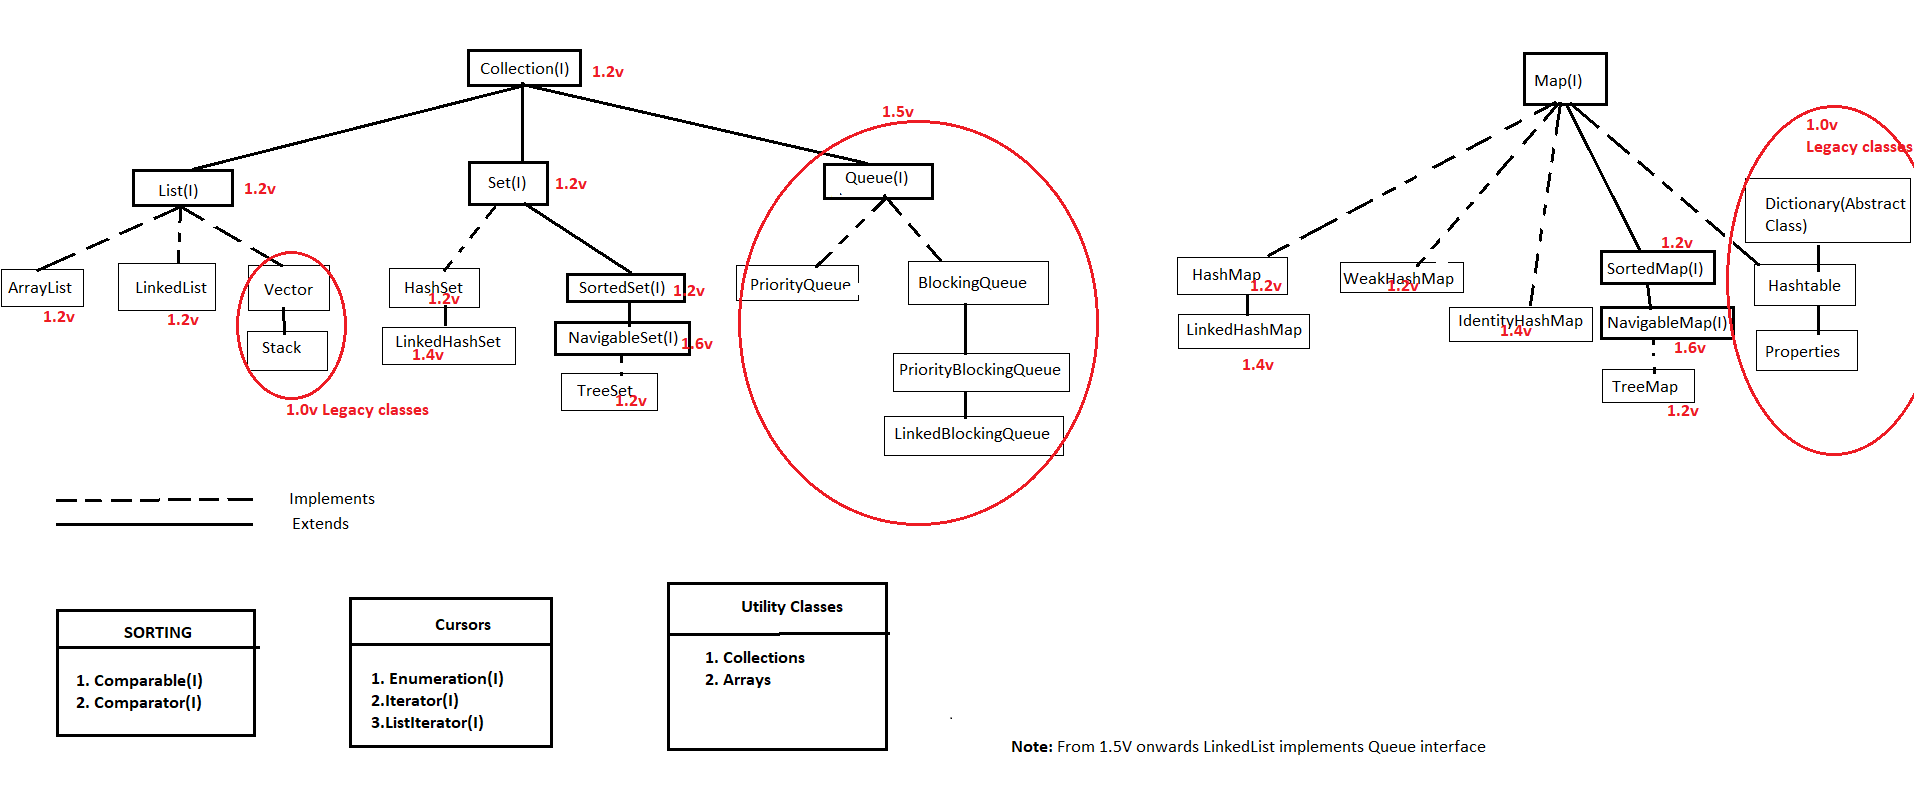 Collection(I)
1.2v
Map(I)
1.5v
1.0v
Legacy classes
List(I)
1.2v
Set(I)
1.2v
Queue(I)
Dictionary(Abstract
Class)
1.2v
ArrayList
1.2v
LinkedList
1.2v
Vector
Stack
1.0v Legacy classes
HashSet
1.2v
LinkedHashSet
1.4v
SortedSet(I)
1.2v
NavigableSet(I)
1.6v
TreeSet
1.2v
PriorityQueue
BlockingQueue
PriorityBlockingQueue
LinkedBlockingQueue
HashMap
1.2v
LinkedHashMap
1.4v
WeakHashMap
1.2v
IdentityHashMap
1.4v
SortedMap(I)
NavigableMap(I)
1.6v
TreeMap
1.2v
Hashtable
Properties
Implements
Extends
SORTING
1. Comparable(I)
2. Comparator(I)
Cursors
1. Enumeration(I)
2.Iterator(I)
3.ListIterator(I)
Utility Classes
1. Collections
2. Arrays
Note: From 1.5V onwards LinkedList implements Queue interface